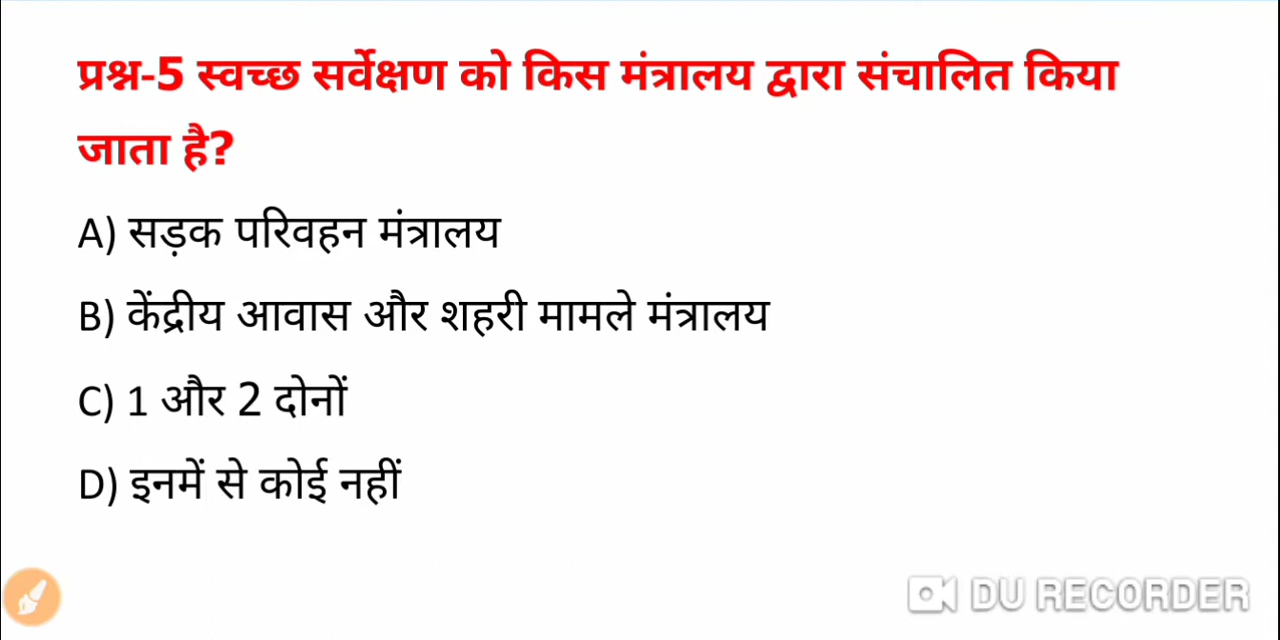 प्रश्न-5 स्वच्छ सर्वेक्षण को किस मंत्रालय द्वारा संचालित किया
जाता है?
A) सड़क परिवहन मंत्रालय
B) केंद्रीय आवास और शहरी मामले मंत्रालय
C) 1 और 2 दोनों
D) इनमें से कोई नहीं
DU RECORDER